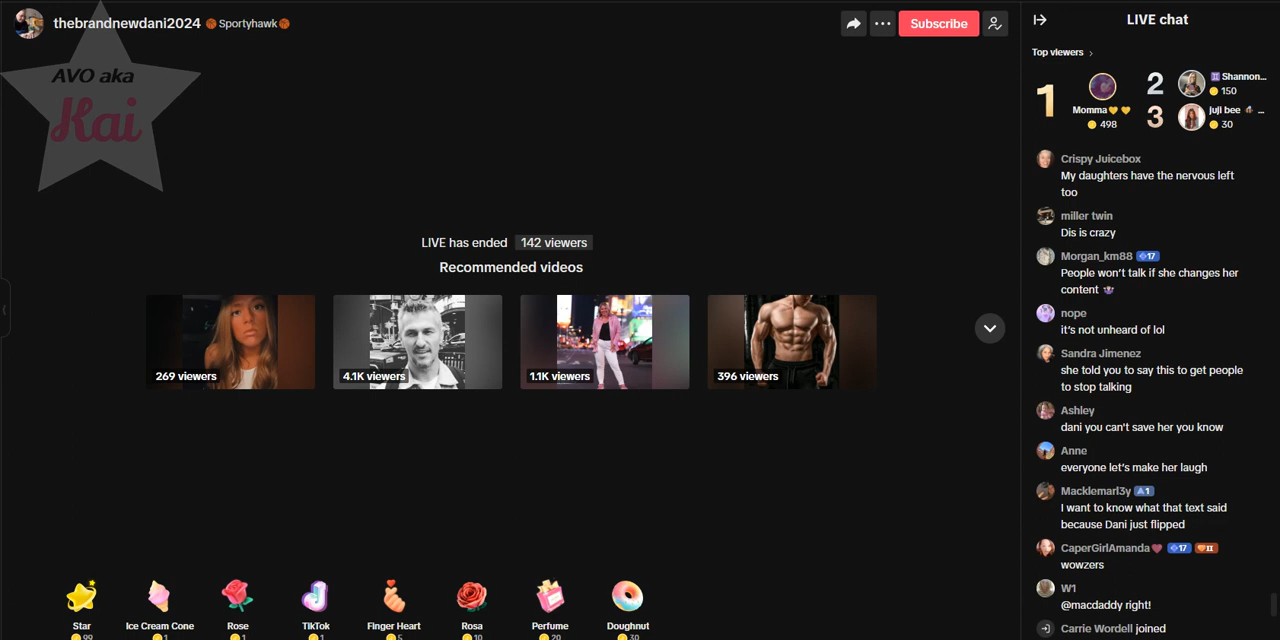 thebrandnewdani2024 🏀 Sportyhawk🏀
Subscribe
AVO aka
Kai
LIVE has ended 142 viewers
Recommended videos
269 viewers
4.1K viewers
1.1K viewers
396 viewers
Star
99
Ice Cream Cone
1
Rose
1
TikTok
1
Finger Heart
5
Rosa
10
Perfume
20
Doughnut
30
LIVE chat
Top viewers
1
Momma💛 💛
498
2
♊Shannon...
150
3
juji bee 🐝 ...
30
Crispy Juicebox
My daughters have the nervous left
too
miller twin
Dis is crazy
Morgan_km88 17
People won’t talk if she changes her
content 🤷‍♀️
nope
it’s not unheard of lol
Sandra Jimenez
she told you to say this to get people
to stop talking
Ashley
dani you can't save her you know
Anne
everyone let’s make her laugh
Macklemarl3y 1
I want to know what that text said
because Dani just flipped
CaperGirlAmanda❤ 17 II
wowzers
W1
@macdaddy right!
Carrie Wordell joined